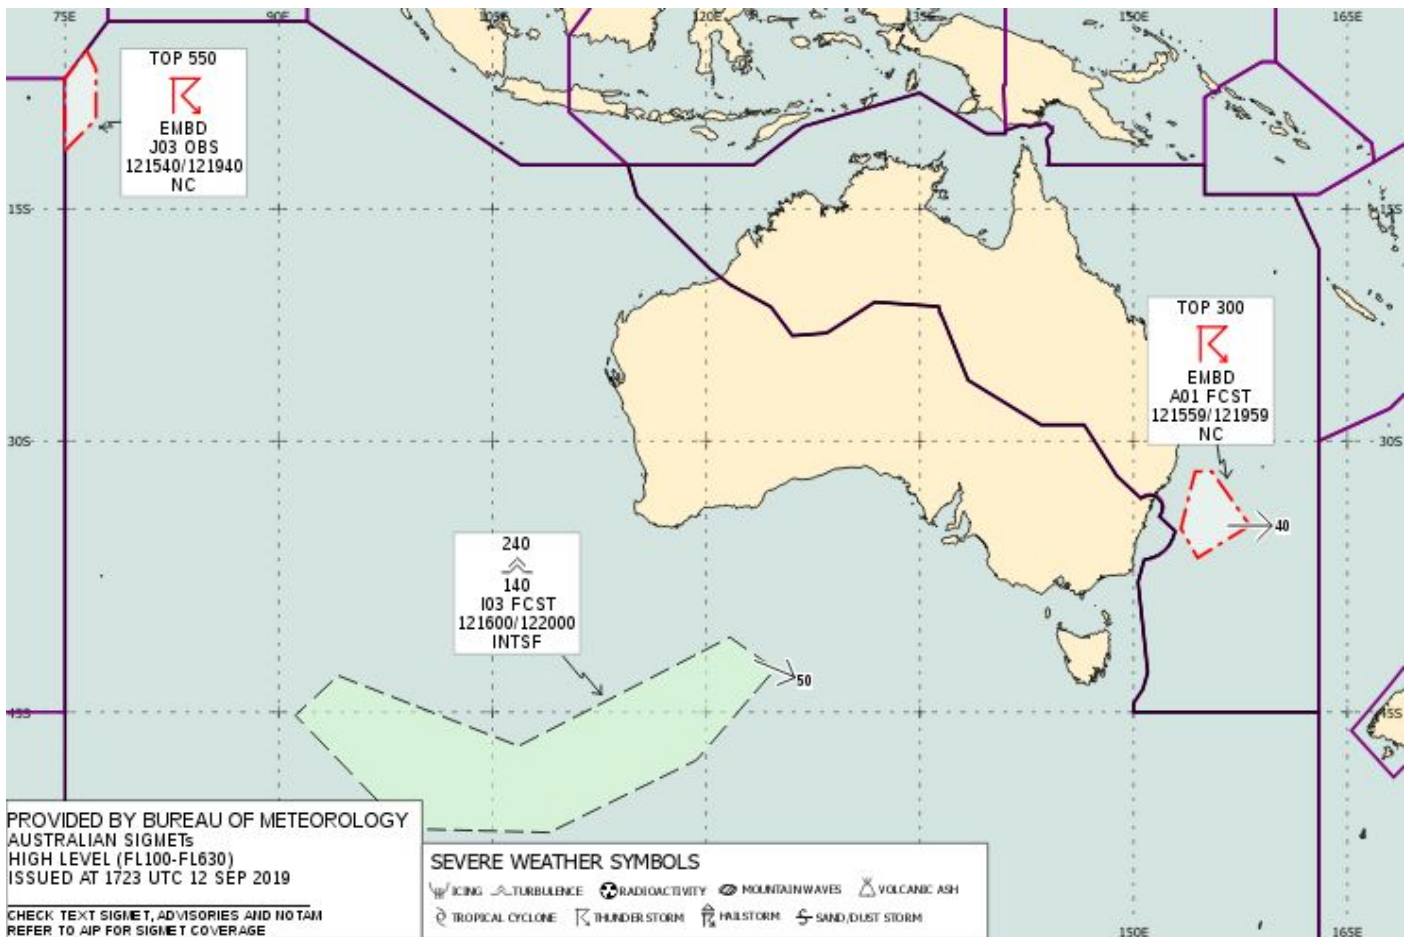 75E 90E 105E 120E 135E 150E 165E
TOP 550
EMBD
J03 OBS
121540/121940
NC
15S 15S
TOP 300
EMBD
A01 FCST
121559/121959
NC
30S 30S
40
240
140
I03 FCST
121600/122000
INTSF
50
45S 45S
PROVIDED BY BUREAU OF METEOROLOGY
AUSTRALIAN SIGMETs
HIGH LEVEL (FL100-FL630)
ISSUED AT 1723 UTC 12 SEP 2019
CHECK TEXT SIGMET, ADVISORIES AND NOTAM
REFER TO AIP FOR SIGMET COVERAGE
SEVERE WEATHER SYMBOLS
ICING TURBULENCE RADIOACTIVITY MOUNTAIN WAVES VOLCANIC ASH
TROPICAL CYCLONE THUNDERSTORM HAILSTORM SAND/DUST STORM
150E 165E